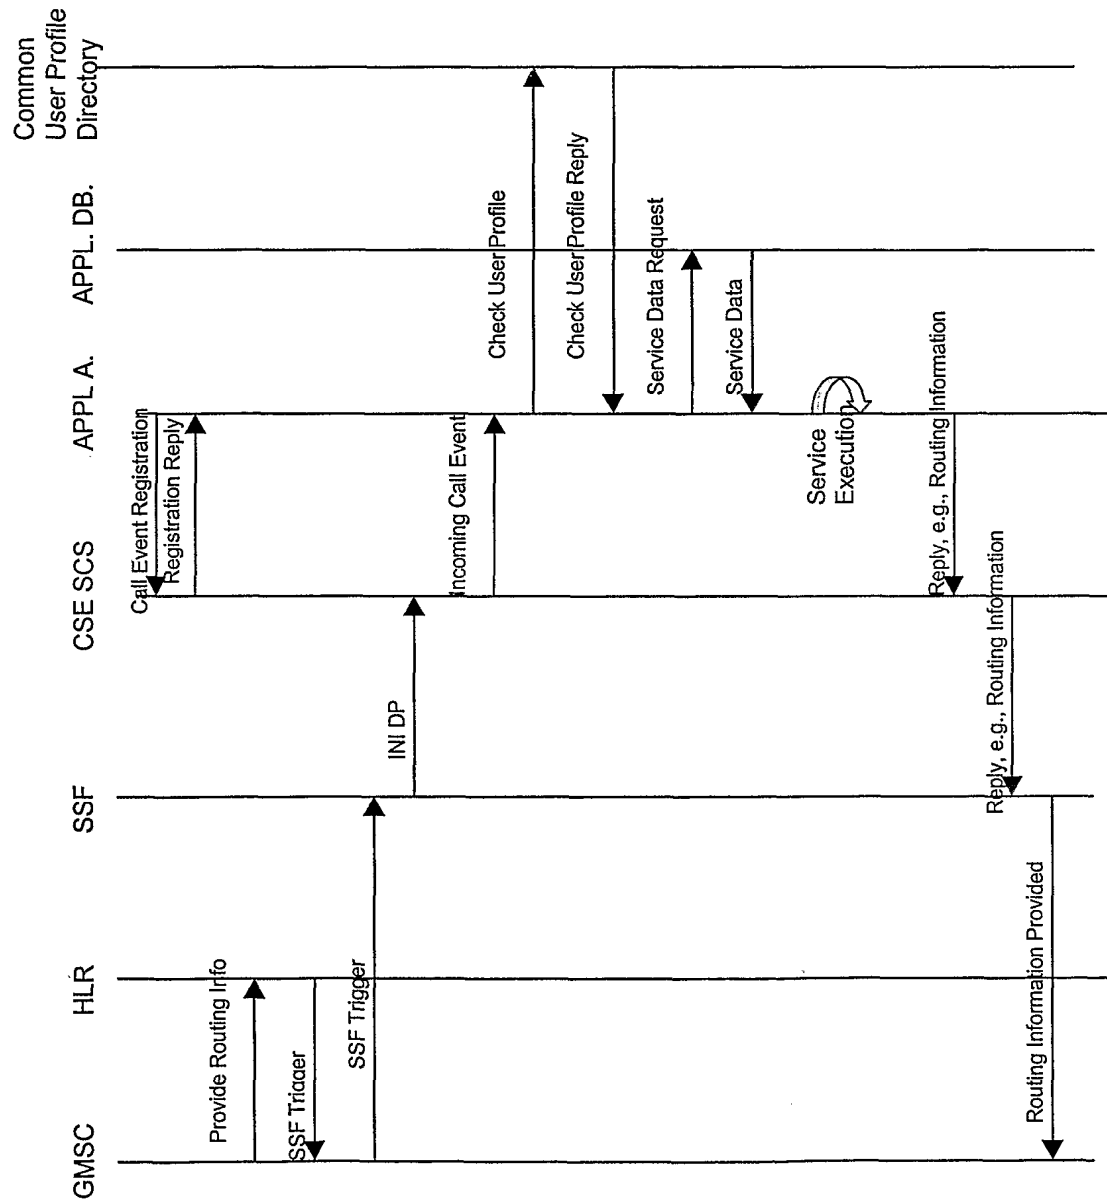 GMSC
HLR
SSF
CSE SCS
APPL A.
APPL. DB.
Common
User Profile
Directory
Call Event Registration
Registration Reply
Provide Routing Info
SSF Trigger
SSF Trigger
INI DP
Incoming Call Event
Check User Profile
Check User Profile Reply
Service Data Request
Service Data
Service
Execution
Reply, e.g., Routing Information
Reply, e.g., Routing Information
Routing Information Provided